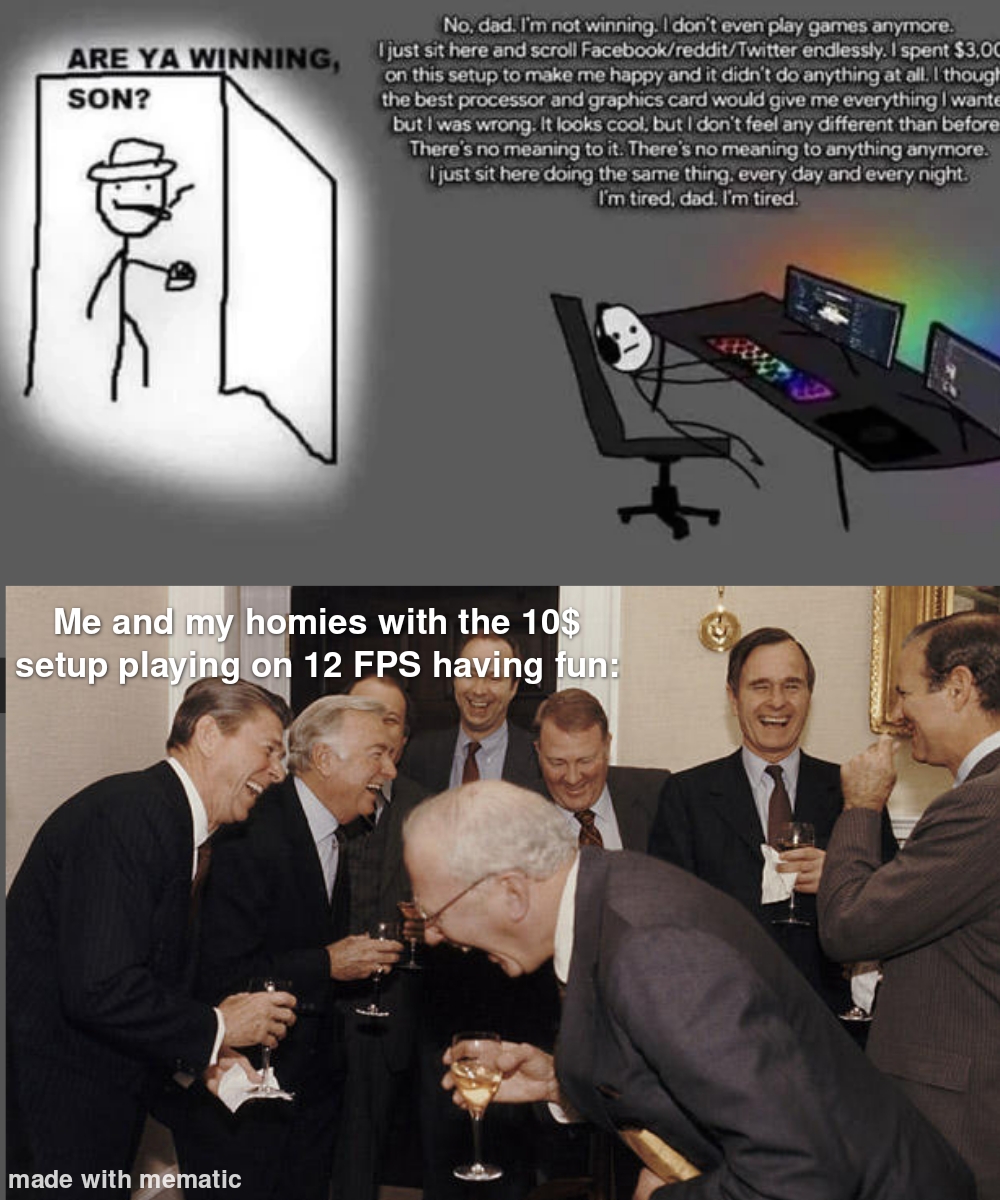 ARE YA WINNING,
SON?
No, dad. I'm not winning. I don't even play games anymore.
I just sit here and scroll Facebook/reddit/Twitter endlessly. I spent $3,00
on this setup to make me happy and it didn't do anything at all. I though
the best processor and graphics card would give me everything I wante
but I was wrong. It looks cool, but I don't feel any different than before
There's no meaning to it. There's no meaning to anything anymore.
I just sit here doing the same thing, every day and every night.
I'm tired, dad. I'm tired.
Me and my homies with the 10$
setup playing on 12 FPS having fun:
made with mematic